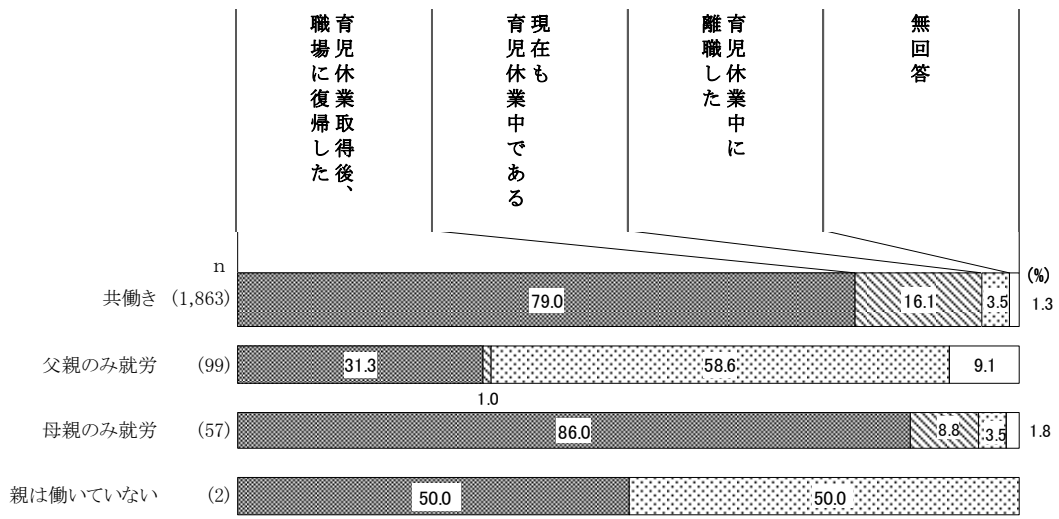 育児休業取得後、
職場に復帰した
現在も
育児休業中である
育児休業中に
離職した
無回答
n
(%)
共働き (1,863) 79.0 16.1 3.5 1.3
父親のみ就労 (99) 31.3 58.6 9.1
1.0
母親のみ就労 (57) 86.0 8.8 3.5 1.8
親は働いていない (2) 50.0 50.0